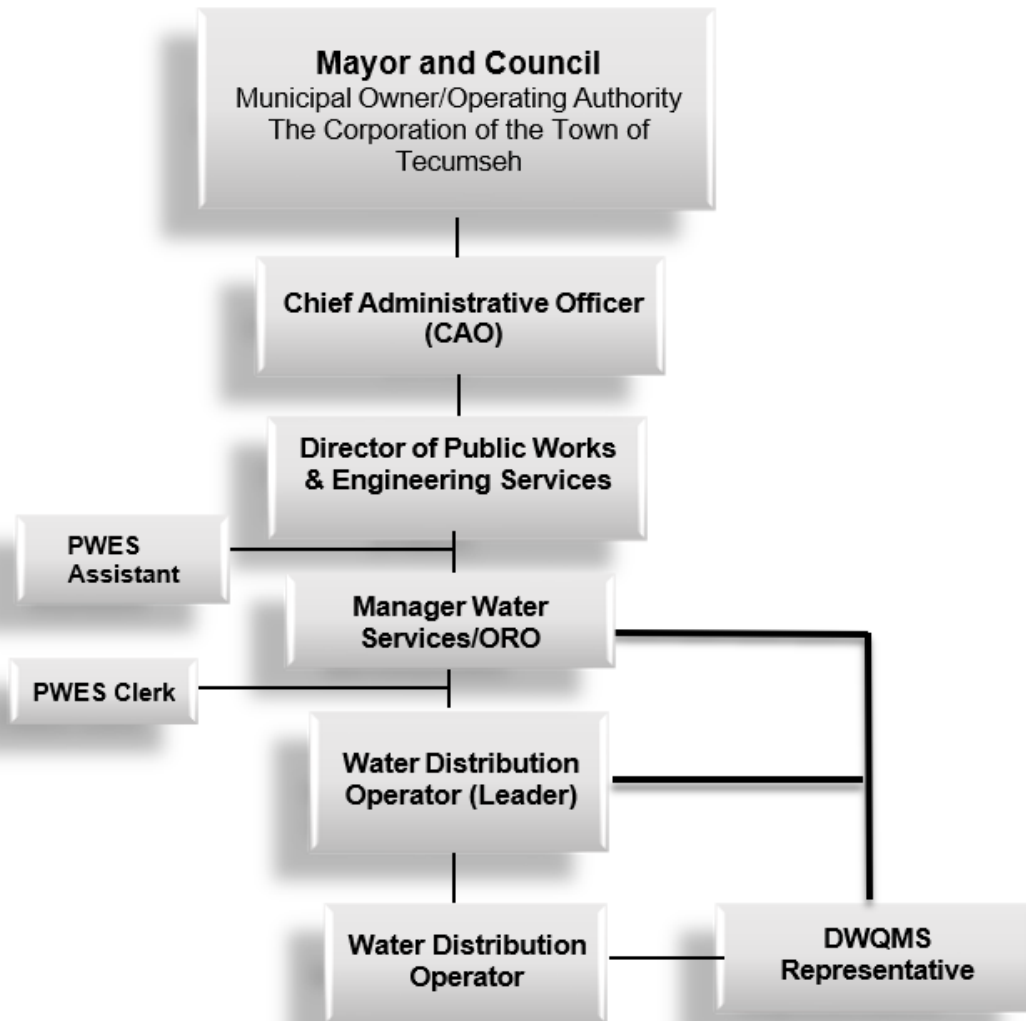 Mayor and Council
Municipal Owner/Operating Authority
The Corporation of the Town of
Tecumseh
Chief Administrative Officer
(CAO)
Director of Public Works
& Engineering Services
PWES
Assistant
Manager Water
Services/ORO
PWES Clerk
Water Distribution
Operator (Leader)
Water Distribution
Operator
DWQMS
Representative